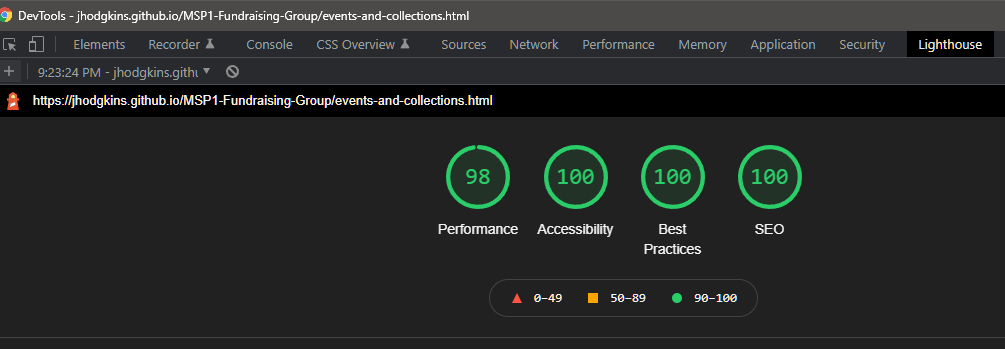 DevTools - jhodgkins.github.io/MSP1-Fundraising-Group/events-and-collections.html
Elements Recorder Console CSS Overview Sources Network Performance Memory Application Security Lighthouse
+ 9:23:24 PM - jhodgkins.githu
https://jhodgkins.github.io/MSP1-Fundraising-Group/events-and-collections.html
98 100 100 100
Performance Accessibility Best Practices SEO
0–49 50–89 90–100